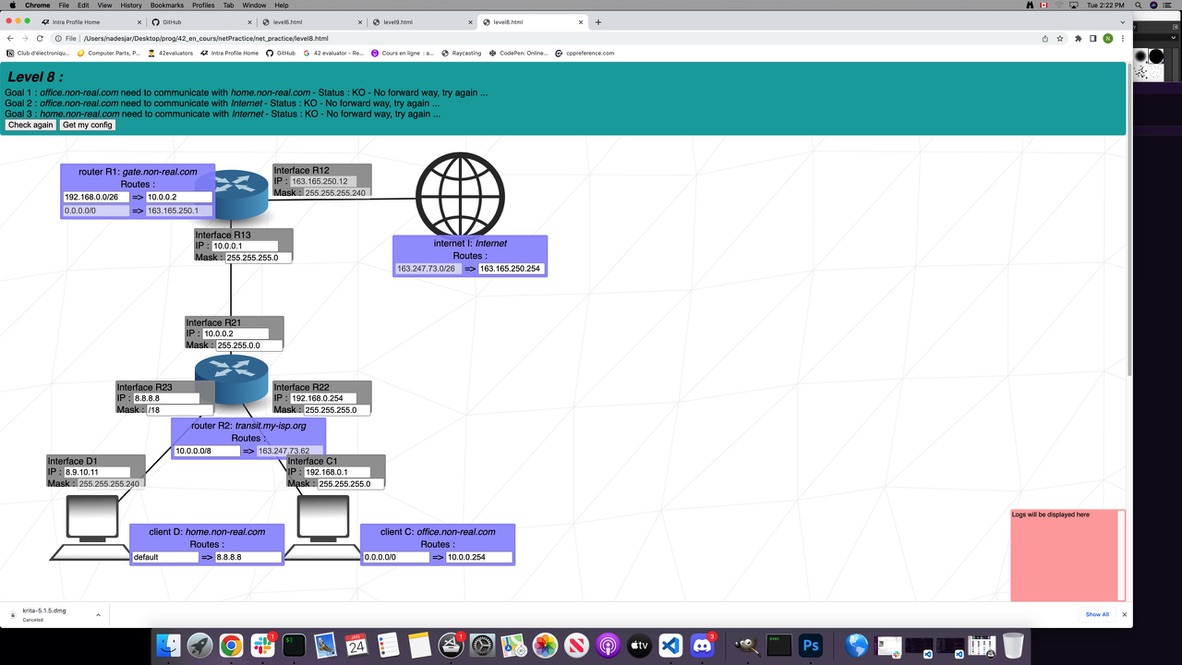 Chrome File Edit View History Bookmarks Profiles Tab Window Help Tue 2:22 PM
Intra Profile Home GitHub level6.html level9.html level8.html
File /Users/nadesjar/Desktop/prog/42_en_cours/netPractice/net_practice/level8.html
Club d'électroniqu... Computer Parts, P... 42evaluators Intra Profile Home GitHub 42 evaluator - Re... Cours en ligne : a... Raycasting CodePen: Online... cppreference.com
Level 8 :
Goal 1 : office.non-real.com need to communicate with home.non-real.com - Status : KO - No forward way, try again ...
Goal 2 : office.non-real.com need to communicate with Internet - Status : KO - No forward way, try again ...
Goal 3 : home.non-real.com need to communicate with Internet - Status : KO - No forward way, try again ...
Check again Get my config
router R1: gate.non-real.com
Routes :
192.168.0.0/26 => 10.0.0.2
0.0.0.0/0 => 163.165.250.1
Interface R12
IP : 163.165.250.12
Mask : 255.255.255.240
Interface R13
IP : 10.0.0.1
Mask : 255.255.255.0
internet I: Internet
Routes :
163.247.73.0/26 => 163.165.250.254
Interface R21
IP : 10.0.0.2
Mask : 255.255.0.0
Interface R23
IP : 8.8.8.8
Mask : /18
Interface R22
IP : 192.168.0.254
Mask : 255.255.255.0
router R2: transit.my-isp.org
Routes :
10.0.0.0/8 => 163.247.73.62
Interface D1
IP : 8.9.10.11
Mask : 255.255.255.240
Interface C1
IP : 192.168.0.1
Mask : 255.255.255.0
client D: home.non-real.com
Routes :
default => 8.8.8.8
client C: office.non-real.com
Routes :
0.0.0.0/0 => 10.0.0.254
Logs will be displayed here
krita-5.1.5.dmg
Canceled
Show All